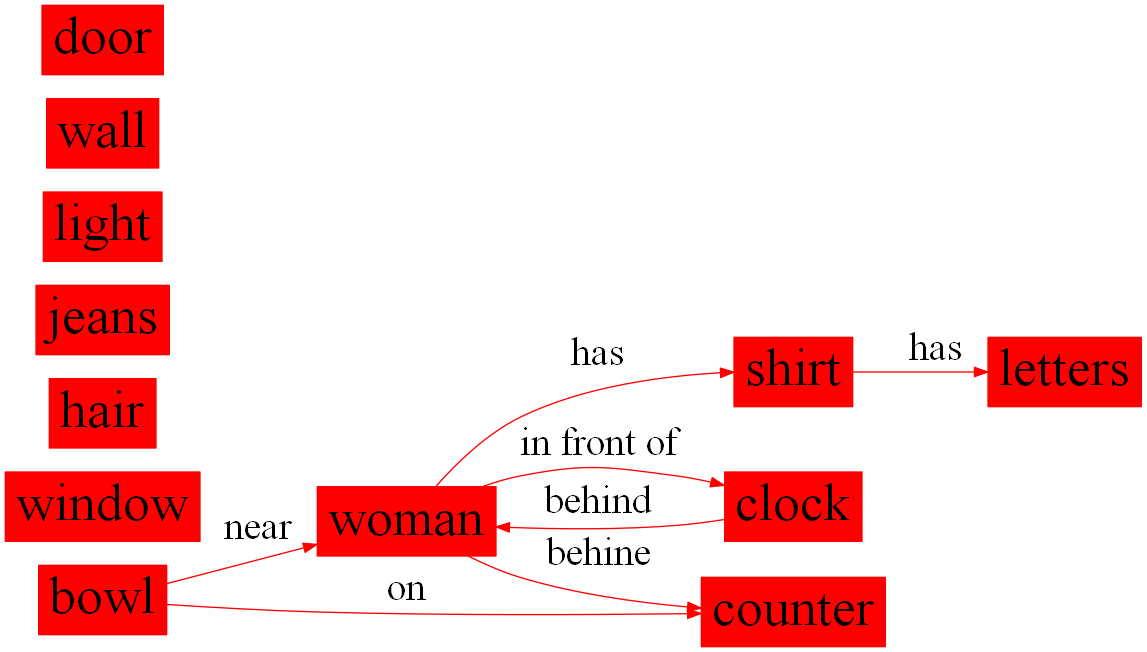 door
wall
light
jeans
has
shirt
has
letters
hair
in front of
window
near
woman
behind
clock
behine
bowl
on
counter